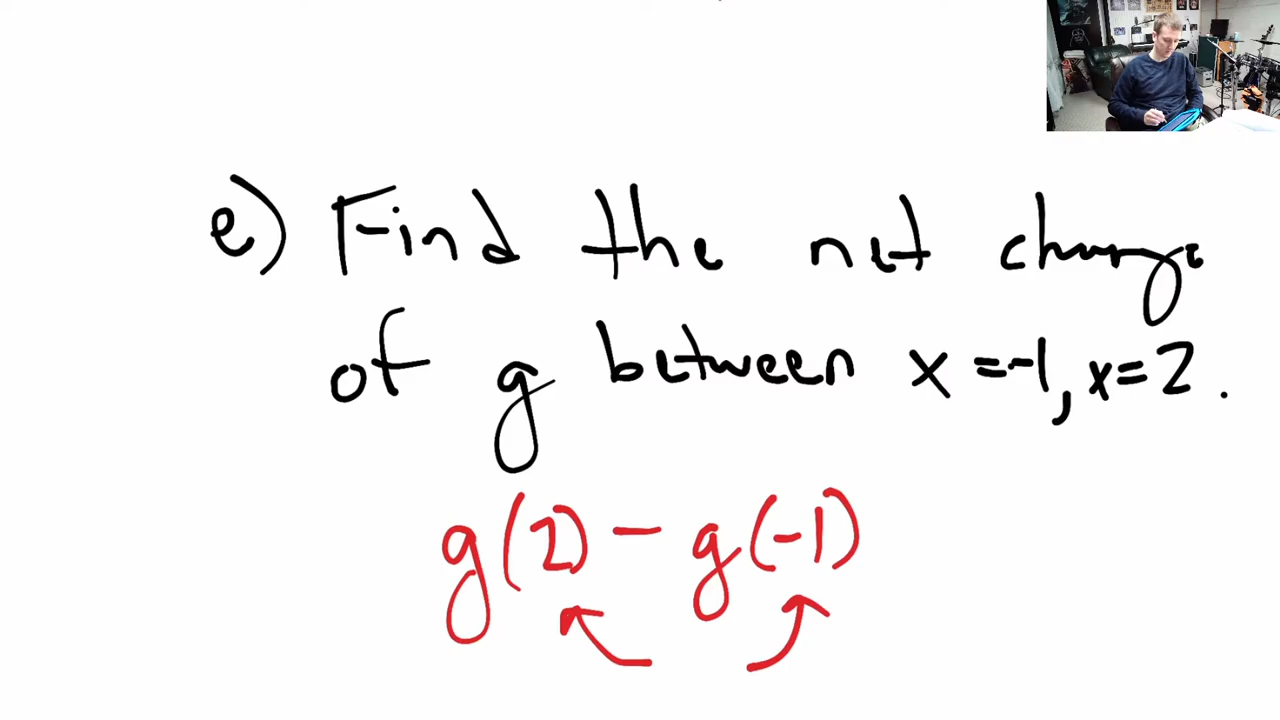 e) Find the net change
of g between x=-1, x=2.
g(2) - g(-1)